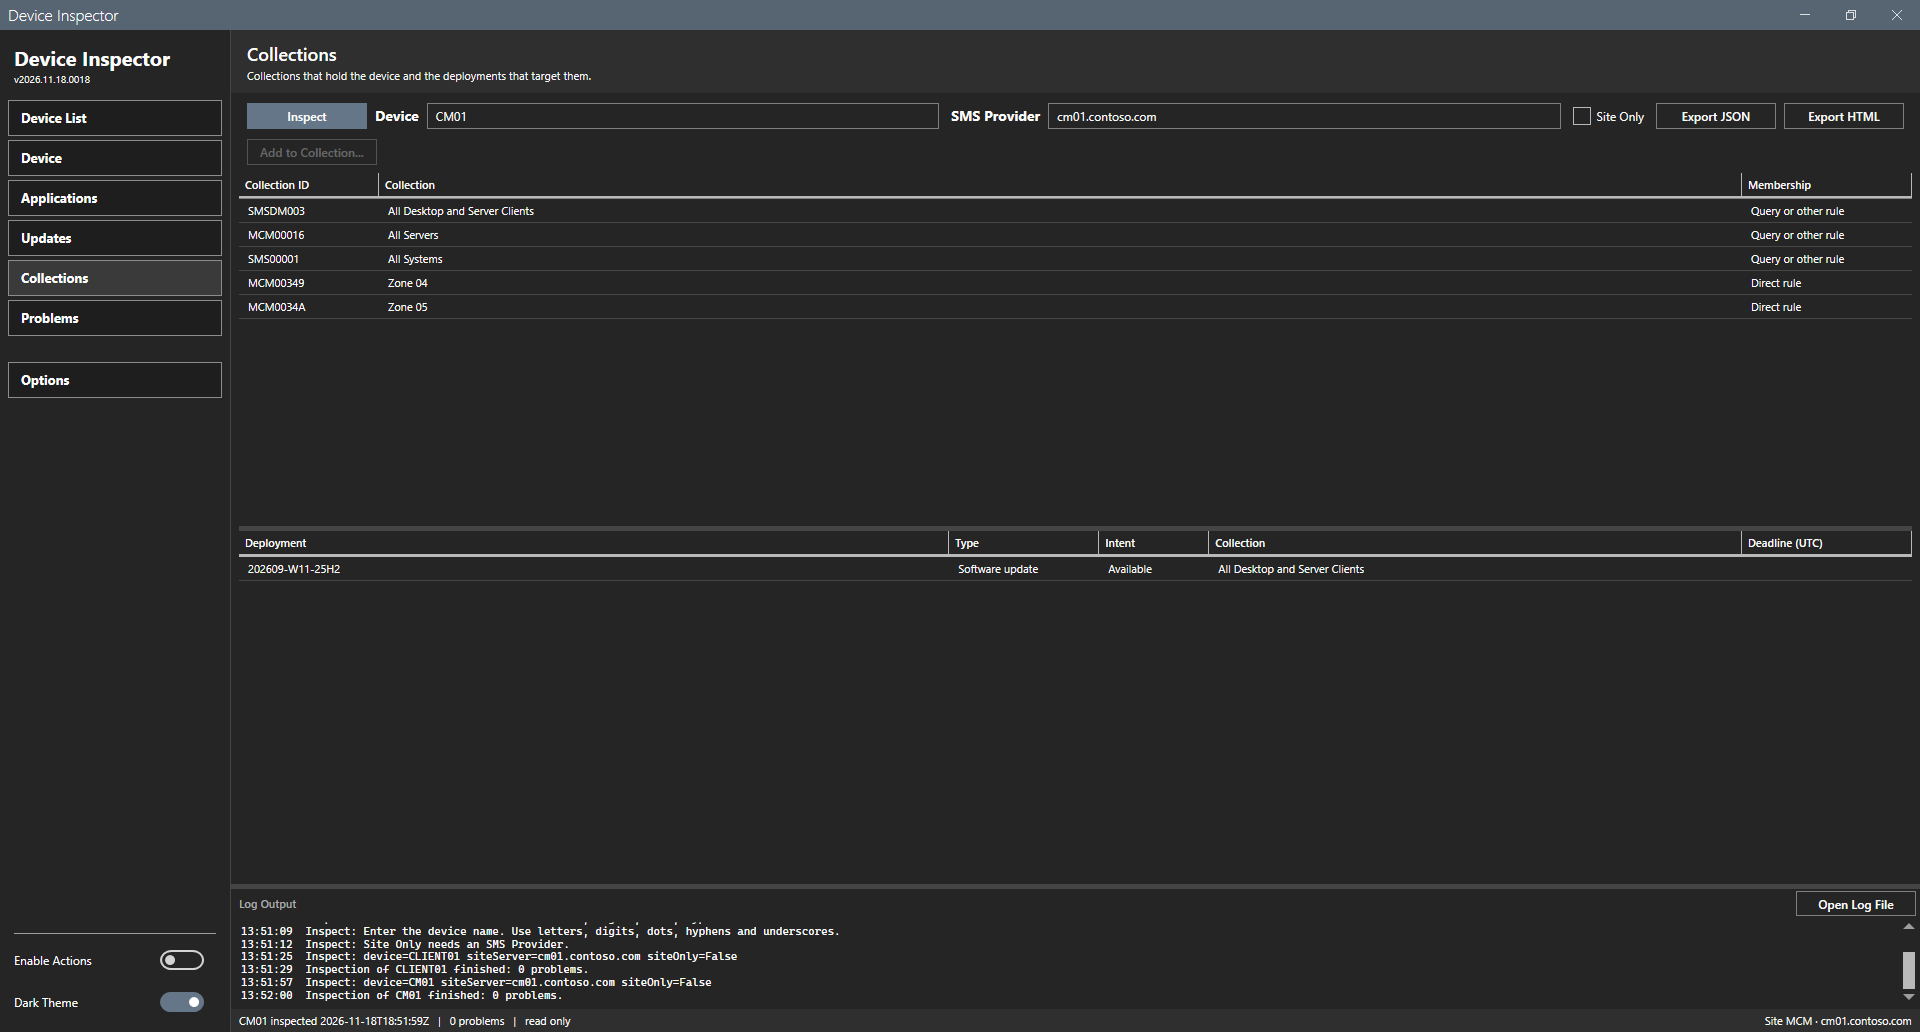 Device Inspector
Device Inspector
v2026.11.18.0018
Device List
Device
Applications
Updates
Collections
Problems
Options
Enable Actions
Dark Theme
Collections
Collections that hold the device and the deployments that target them.
Inspect Device CM01 SMS Provider cm01.contoso.com Site Only Export JSON Export HTML
Add to Collection...
Collection ID Collection Membership
SMSDM003 All Desktop and Server Clients Query or other rule
MCM00016 All Servers Query or other rule
SMS00001 All Systems Query or other rule
MCM00349 Zone 04 Direct rule
MCM0034A Zone 05 Direct rule
Deployment Type Intent Collection Deadline (UTC)
202609-W11-25H2 Software update Available All Desktop and Server Clients
Log Output Open Log File
13:51:09 Inspect: Enter the device name. Use letters, digits, dots, hyphens and underscores.
13:51:12 Inspect: Site Only needs an SMS Provider.
13:51:25 Inspect: device=CLIENT01 siteServer=cm01.contoso.com siteOnly=False
13:51:29 Inspection of CLIENT01 finished: 0 problems.
13:51:57 Inspect: device=CM01 siteServer=cm01.contoso.com siteOnly=False
13:52:00 Inspection of CM01 finished: 0 problems.
CM01 inspected 2026-11-18T18:51:59Z | 0 problems | read only Site MCM · cm01.contoso.com